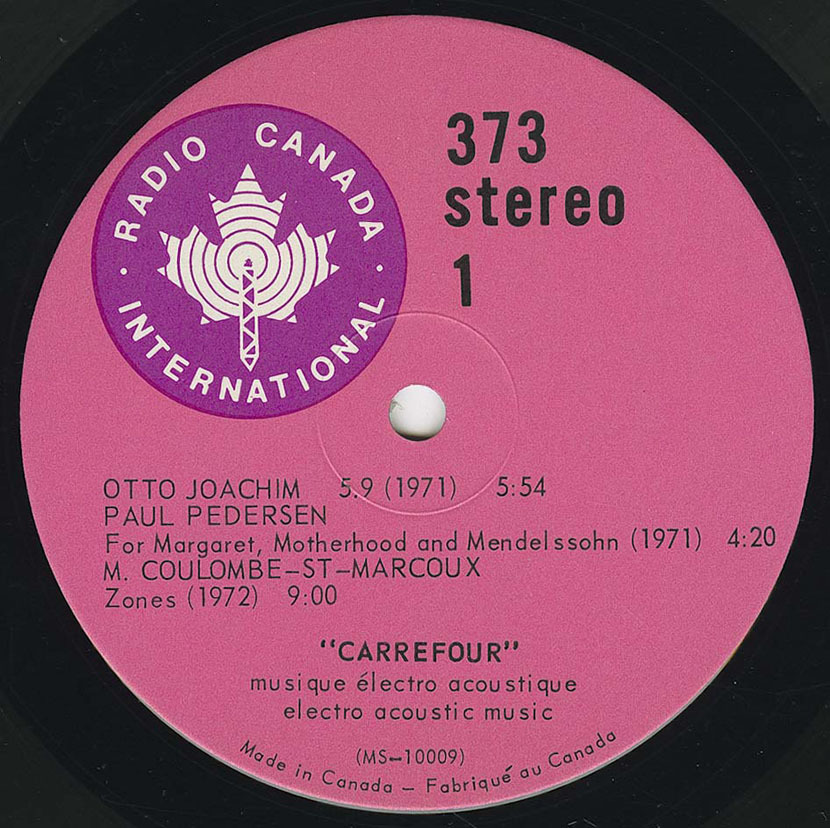 RADIO CANADA
INTERNATIONAL
373
stereo
1
OTTO JOACHIM 5.9 (1971) 5:54
PAUL PEDERSEN
For Margaret, Motherhood and Mendelssohn (1971) 4:20
M. COULOMBE-ST-MARCOUX
Zones (1972) 9:00
"CARREFOUR"
musique électro acoustique
electro acoustic music
(MS-10009)
Made in Canada – Fabriqué au Canada